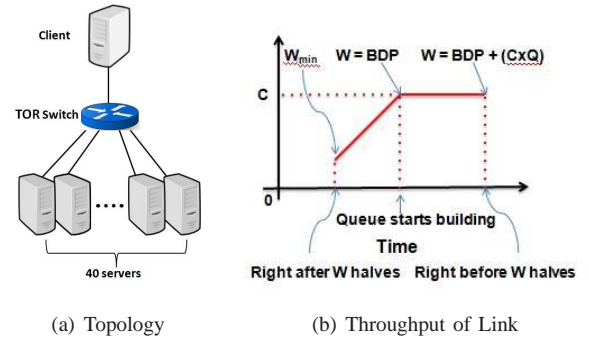 Client
TOR Switch
40 servers
(a) Topology
W = BDP
W = BDP + (CxQ)
Wmin
C
0
Queue starts building
Time
Right after W halves
Right before W halves
(b) Throughput of Link